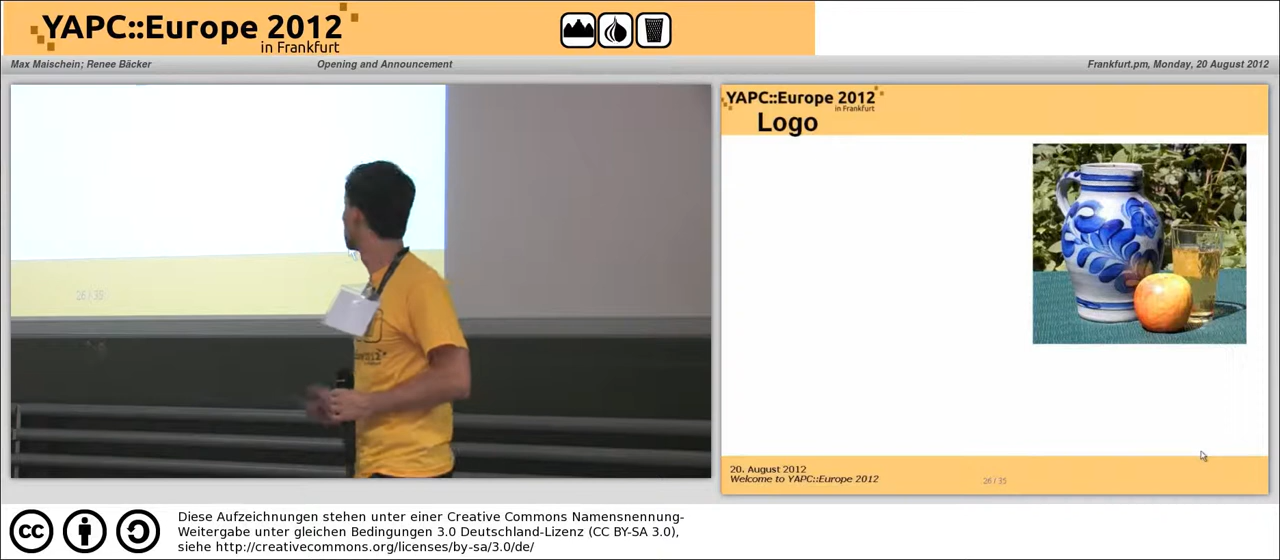 YAPC::Europe 2012
in Frankfurt
Max Maischein; Renee Bäcker
Opening and Announcement
Frankfurt.pm, Monday, 20 August 2012
26 / 35
YAPC::Europe 2012
in Frankfurt
Logo
20. August 2012
Welcome to YAPC::Europe 2012
26 / 35
cc
Diese Aufzeichnungen stehen unter einer Creative Commons Namensnennung-
Weitergabe unter gleichen Bedingungen 3.0 Deutschland-Lizenz (CC BY-SA 3.0),
siehe http://creativecommons.org/licenses/by-sa/3.0/de/